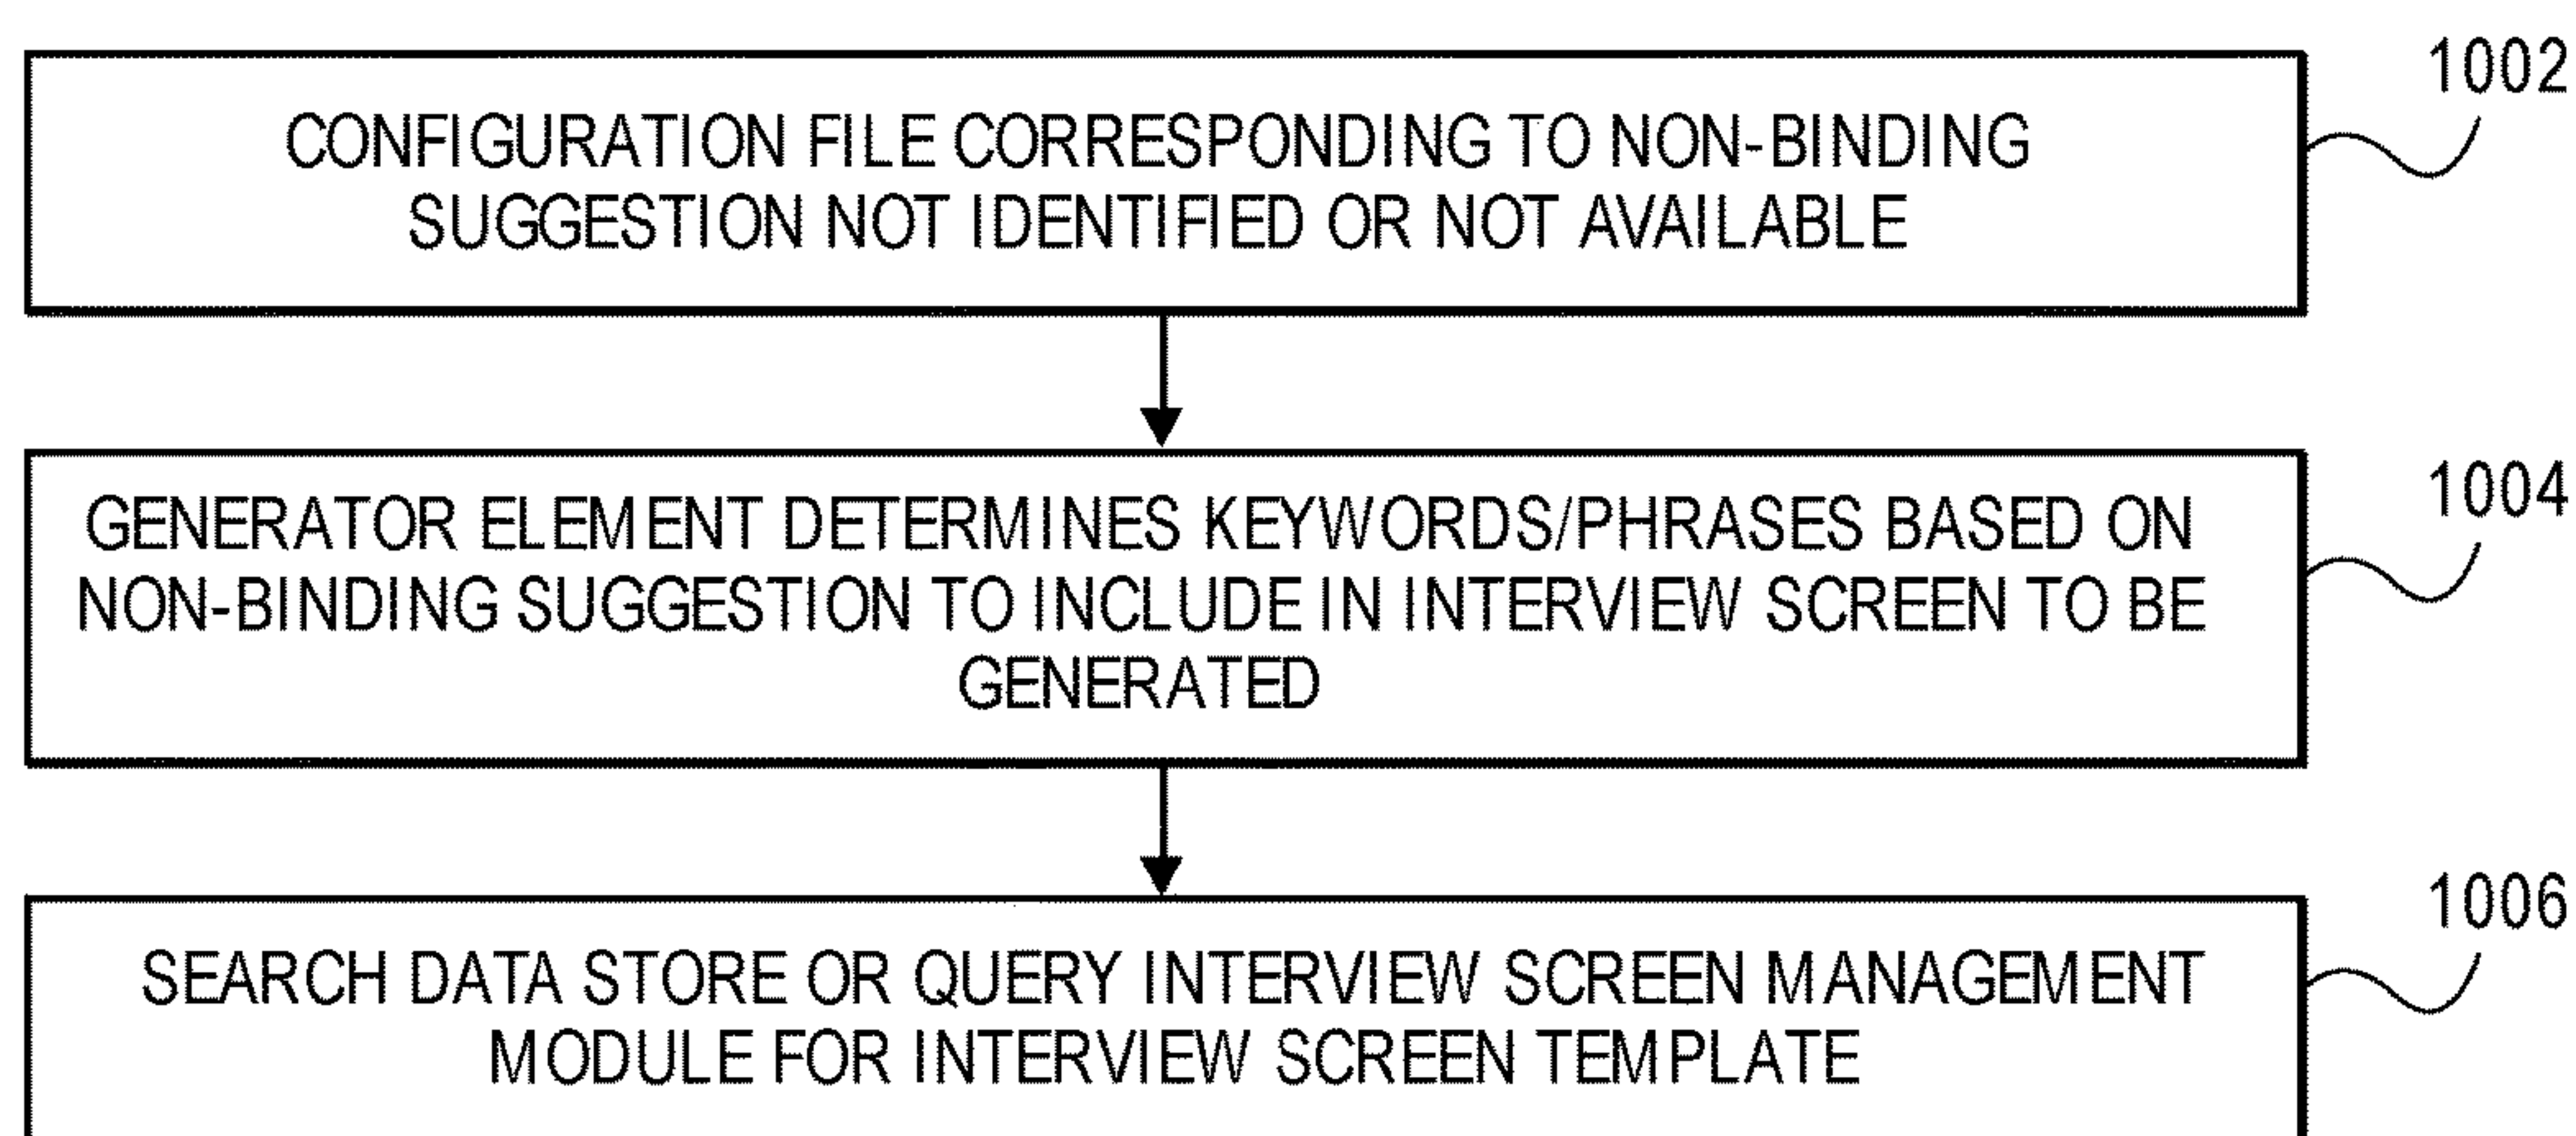 1002
CONFIGURATION FILE CORRESPONDING TO NON-BINDING
SUGGESTION NOT IDENTIFIED OR NOT AVAILABLE
1004
GENERATOR ELEMENT DETERMINES KEYWORDS/PHRASES BASED ON
NON-BINDING SUGGESTION TO INCLUDE IN INTERVIEW SCREEN TO BE
GENERATED
1006
SEARCH DATA STORE OR QUERY INTERVIEW SCREEN MANAGEMENT
MODULE FOR INTERVIEW SCREEN TEMPLATE